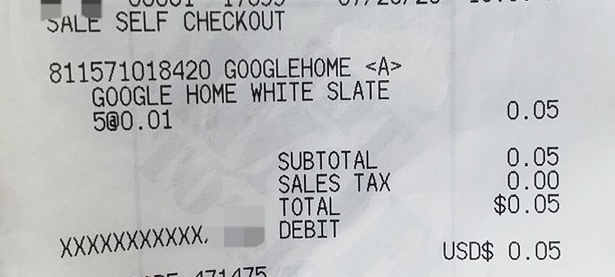 SALE SELF CHECKOUT
811571018420 GOOGLEHOME <A>
GOOGLE HOME WHITE SLATE
5@0.01 0.05
SUBTOTAL 0.05
SALES TAX 0.00
TOTAL $0.05
XXXXXXXXXXX. DEBIT
USD$ 0.05
471475